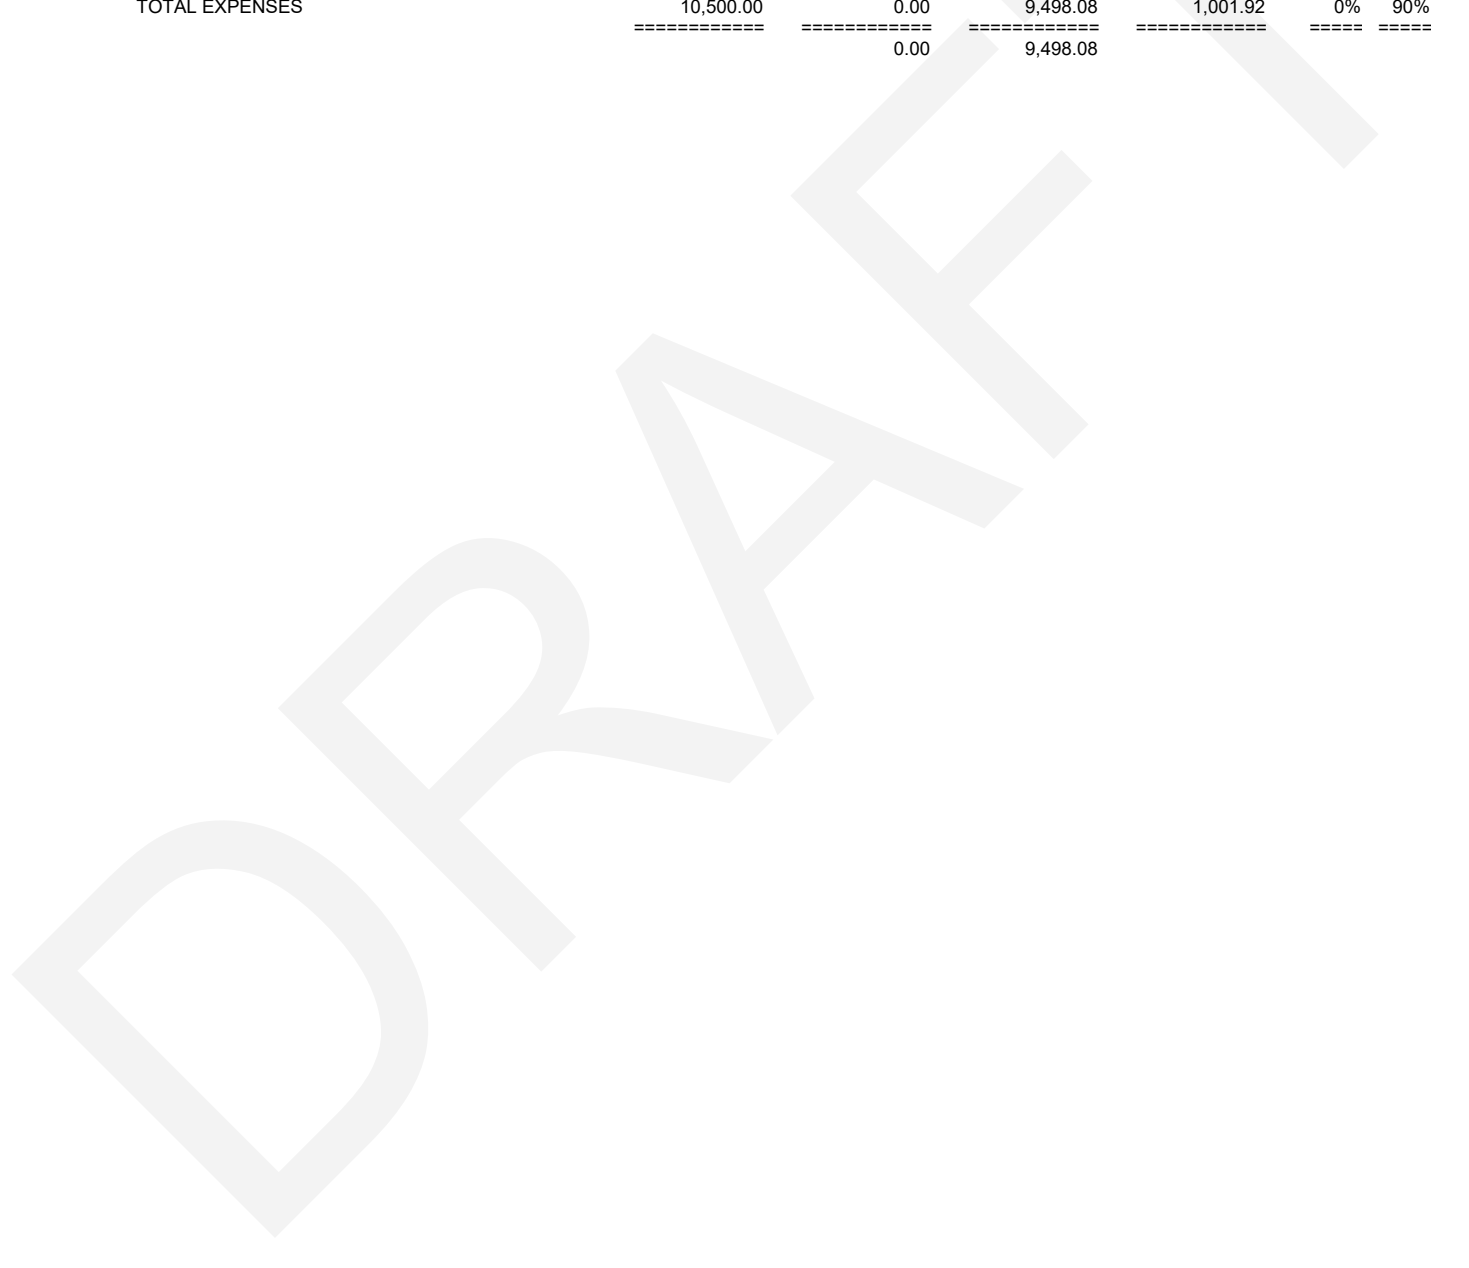 TOTAL EXPENSES 10,500.00 0.00 9,498.08 1,001.92 0% 90%
============ ============ ============ ============ ===== =====
0.00 9,498.08
DRAFT